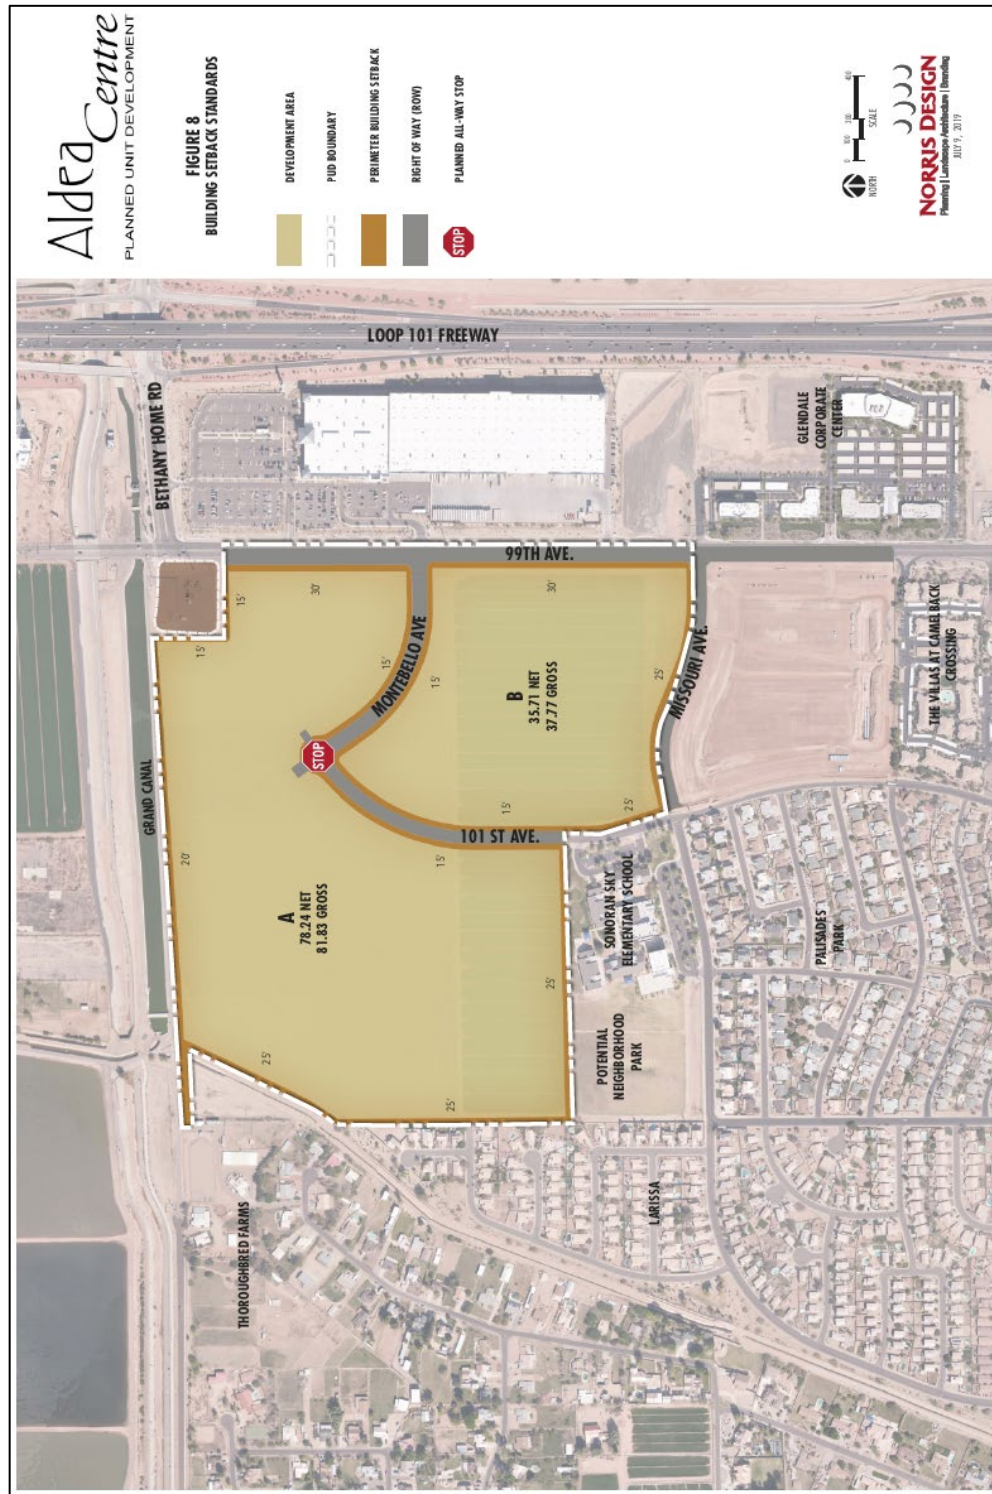 Aldea
Centre
PLANNED UNIT DEVELOPMENT
FIGURE 8
BUILDING SETBACK STANDARDS
DEVELOPMENT AREA
PUD BOUNDARY
PERIMETER BUILDING SETBACK
RIGHT OF WAY (ROW)
STOP
PLANNED ALL-WAY STOP
NORTH
0 100 200 400
SCALE
NORRIS DESIGN
Planning | Landscape Architecture | Branding
JULY 9, 2019
LOOP 101 FREEWAY
BETHANY HOME RD
GLENDALE
CORPORATE
CENTER
99TH AVE.
15'
30'
30'
15'
15'
MONTEBELLO AVE
15'
B
35.71 NET
37.77 GROSS
25'
MISSOURI AVE.
THE VILLAS AT CAMELBACK
CROSSING
STOP
GRAND CANAL
15'
25'
101 ST AVE.
20'
15'
A
78.24 NET
81.83 GROSS
SONORAN SKY
ELEMENTARY SCHOOL
PALISADES
PARK
25'
POTENTIAL
NEIGHBORHOOD
PARK
25'
25'
LARISSA
THOROUGHBRED FARMS